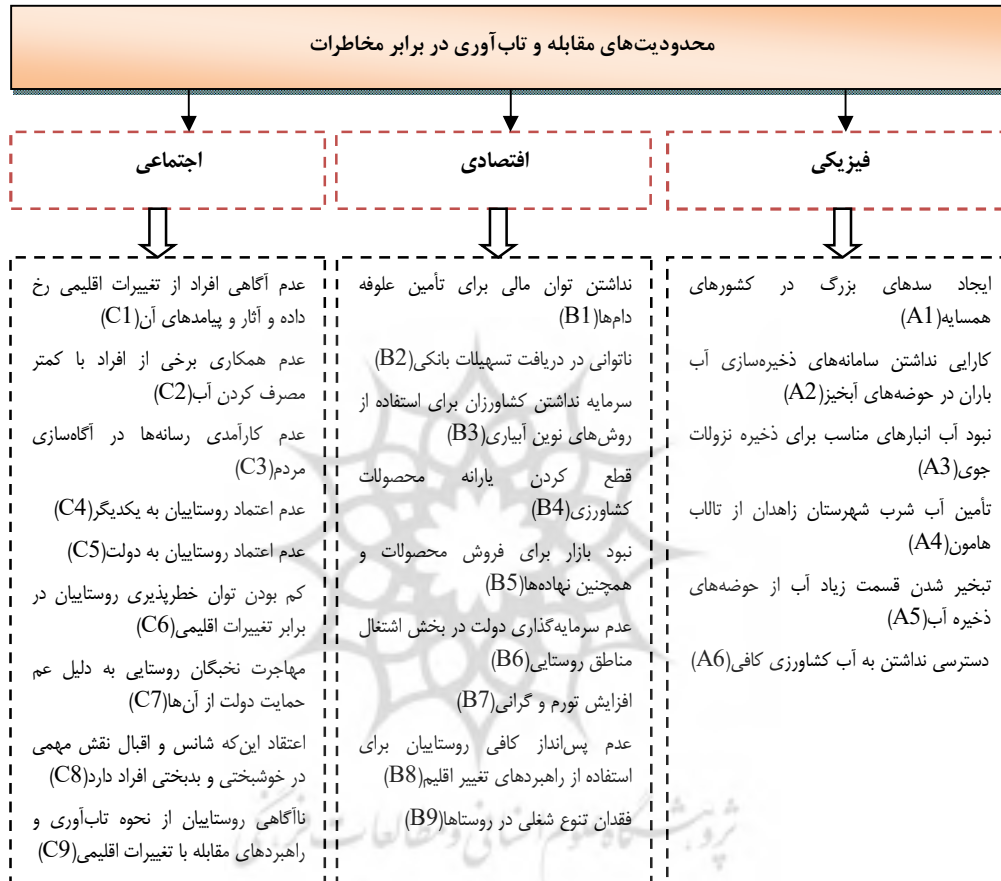 محدودیت‌های مقابله و تاب‌آوری در برابر مخاطرات
فیزیکی
ایجاد سدهای بزرگ در کشورهای
همسایه(A1)
کارایی نداشتن سامانه‌های ذخیره‌سازی آب
باران در حوضه‌های آبخیز(A2)
نبود آب انبارهای مناسب برای ذخیره نزولات
جوی(A3)
تأمین آب شرب شهرستان زاهدان از تالاب
هامون(A4)
تبخیر شدن قسمت زیاد آب از حوضه‌های
ذخیره آب(A5)
دسترسی نداشتن به آب کشاورزی کافی(A6)
افتصادی
نداشتن توان مالی برای تأمین علوفه
دام‌ها(B1)
ناتوانی در دریافت تسهیلات بانکی(B2)
سرمایه نداشتن کشاورزان برای استفاده از
روش‌های نوین آبیاری(B3)
قطع کردن یارانه محصولات
کشاورزی(B4)
نبود بازار برای فروش محصولات و
همچنین نهاده‌ها(B5)
عدم سرمایه‌گذاری دولت در بخش اشتغال
مناطق روستایی(B6)
افزایش تورم و گرانی(B7)
عدم پس‌انداز کافی روستاییان برای
استفاده از راهبردهای تغییر اقلیم(B8)
فقدان تنوع شغلی در روستاها(B9)
اجتماعی
عدم آگاهی افراد از تغییرات اقلیمی رخ
داده و آثار و پیامدهای آن(C1)
عدم همکاری برخی از افراد با کمتر
مصرف کردن آب(C2)
عدم کارآمدی رسانه‌ها در آگاه‌سازی
مردم(C3)
عدم اعتماد روستاییان به یکدیگر(C4)
عدم اعتماد روستاییان به دولت(C5)
کم بودن توان خطرپذیری روستاییان در
برابر تغییرات اقلیمی(C6)
مهاجرت نخبگان روستایی به دلیل عم
حمایت دولت از آن‌ها(C7)
اعتقاد این‌که شانس و اقبال نقش مهمی
در خوشبختی و بدبختی افراد دارد(C8)
ناآگاهی روستاییان از نحوه تاب‌آوری و
راهبردهای مقابله با تغییرات اقلیمی(C9)
پژوهشگاه علوم انسانی و مطالعات فرهنگی